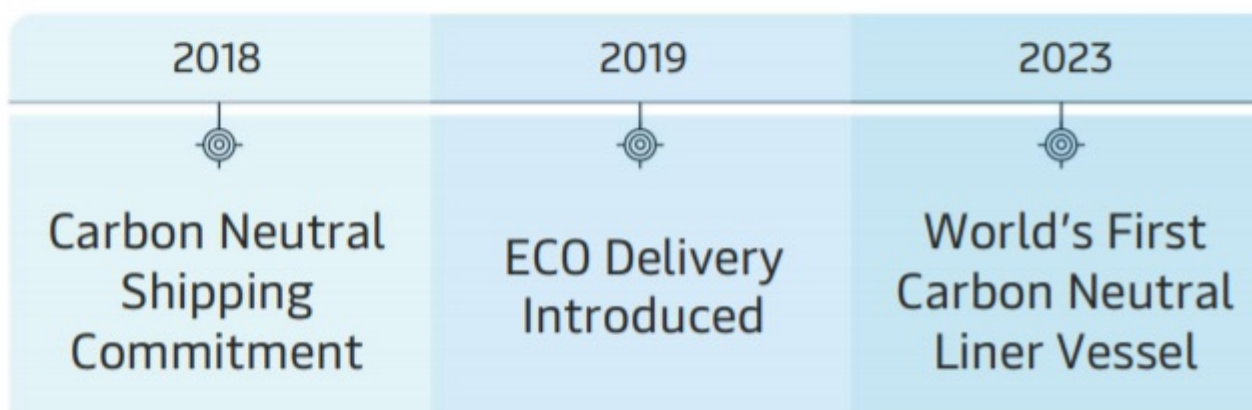 2018
2019
2023
Carbon Neutral
Shipping
Commitment
ECO Delivery
Introduced
World's First
Carbon Neutral
Liner Vessel